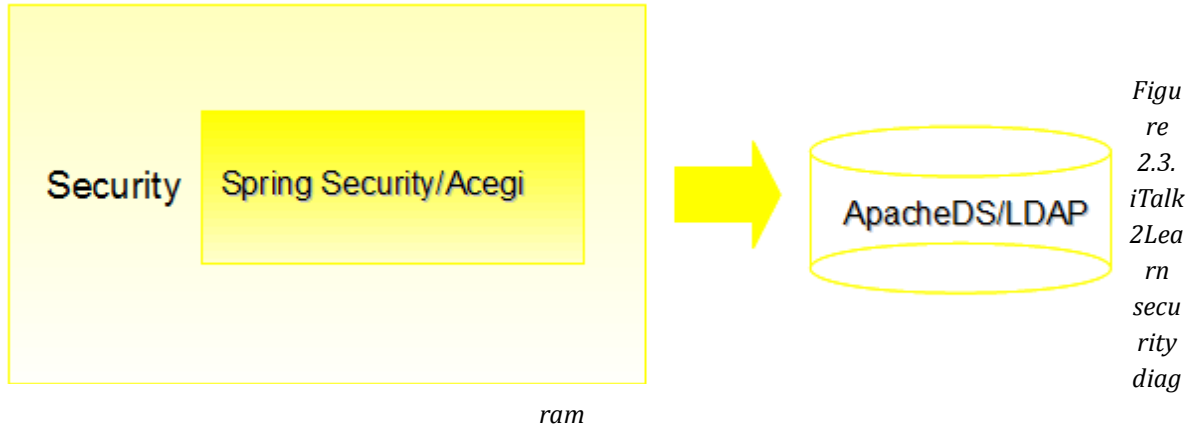 Security
Spring Security/Acegi
ApacheDS/LDAP
Figu
re
2.3.
iTalk
2Lea
rn
secu
rity
diag
ram